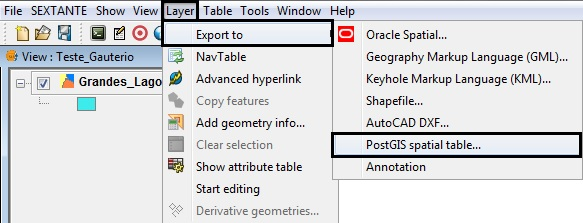 File SEXTANTE Show View Layer Table Tools Window Help
View : Teste_Gauterio
Grandes_Lago
Export to
NavTable
Advanced hyperlink
Copy features
Add geometry info...
Clear selection
Show attribute table
Start editing
Derivative geometries...
Oracle Spatial...
Geography Markup Language (GML)...
Keyhole Markup Language (KML)...
Shapefile...
AutoCAD DXF...
PostGIS spatial table...
Annotation